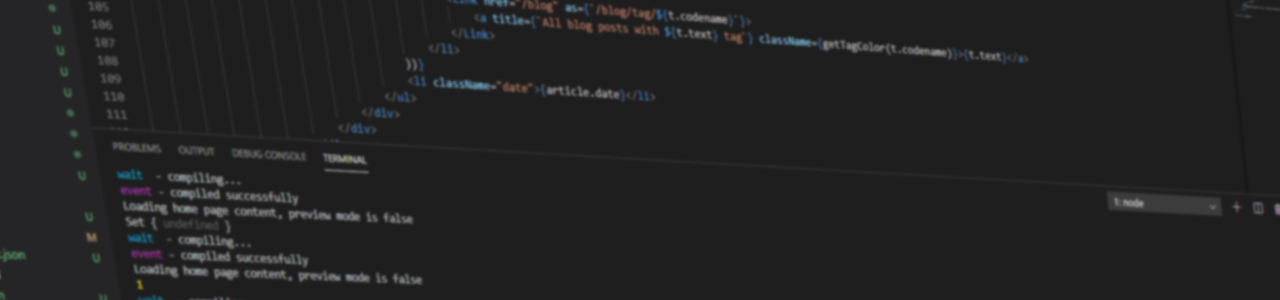 105
<Link href="/blog" as={`/blog/tag/${t.codename}`}>
106
<a title={`All blog posts with ${t.text} tag`} className={getTagColor(t.codename)}>{t.text}</a>
107
</Link>
108
</li>
109
))}
110
<li className="date">{article.date}</li>
111
</ul>
</div>
</div>
U
U
U
U
U
U
M
U
U
json
PROBLEMS OUTPUT DEBUG CONSOLE TERMINAL
1: node
wait - compiling...
event - compiled successfully
Loading home page content, preview mode is false
Set { undefined }
wait - compiling...
event - compiled successfully
Loading home page content, preview mode is false
1